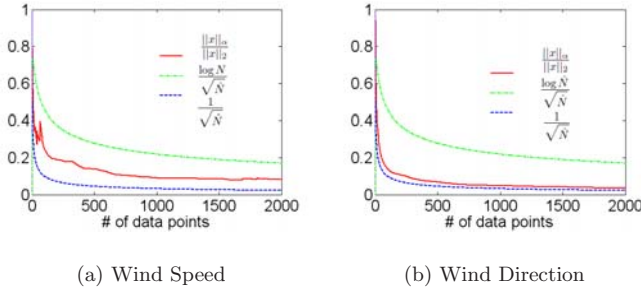 1
0.8
0.6
0.4
0.2
0
0 500 1000 1500 2000
# of data points
||x||α / ||x||2
log N / √N̂
1 / √N̂
(a) Wind Speed
1
0.8
0.6
0.4
0.2
0
0 500 1000 1500 2000
# of data points
||x||α / ||x||2
log N̂ / √N̂
1 / √N̂
(b) Wind Direction